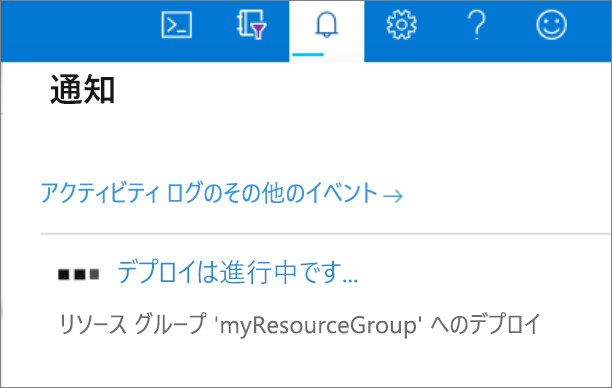 通知
アクティビティ ログのその他のイベント →
デプロイは進行中です...
リソース グループ 'myResourceGroup' へのデプロイ